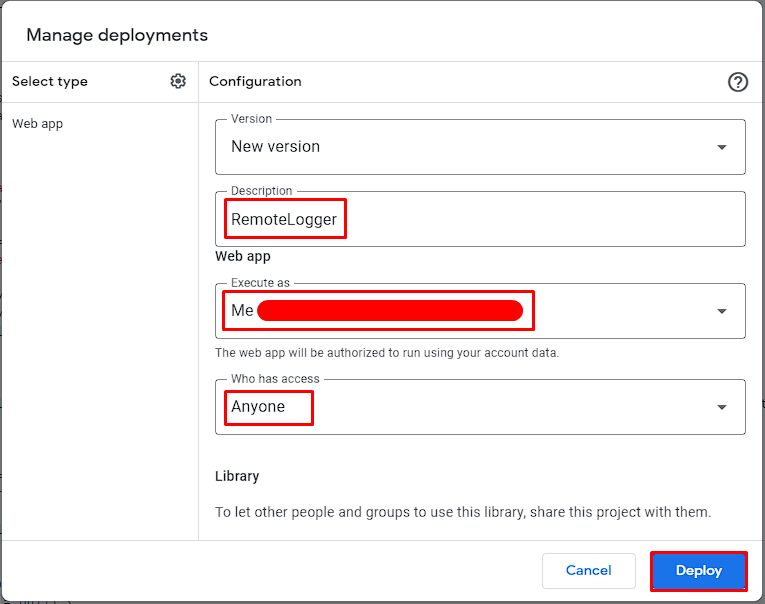 Manage deployments
Select type
Configuration
Web app
Version
New version
Description
RemoteLogger
Web app
Execute as
Me
The web app will be authorized to run using your account data.
Who has access
Anyone
Library
To let other people and groups to use this library, share this project with them.
Cancel
Deploy